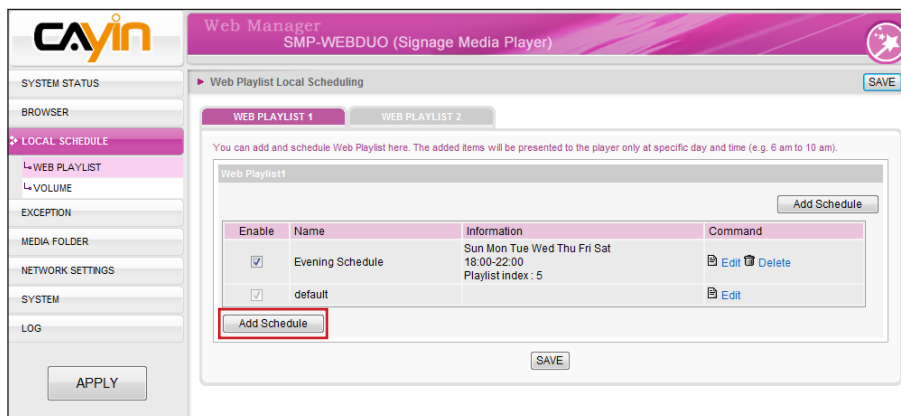 CAYIN
Web Manager
SMP-WEBDUO (Signage Media Player)
SYSTEM STATUS
BROWSER
LOCAL SCHEDULE
WEB PLAYLIST
VOLUME
EXCEPTION
MEDIA FOLDER
NETWORK SETTINGS
SYSTEM
LOG
APPLY
Web Playlist Local Scheduling
SAVE
WEB PLAYLIST 1
WEB PLAYLIST 2
You can add and schedule Web Playlist here. The added items will be presented to the player only at specific day and time (e.g. 6 am to 10 am).
Web Playlist1
Add Schedule
Enable Name Information Command
Evening Schedule
Sun Mon Tue Wed Thu Fri Sat
18:00-22:00
Playlist index : 5
Edit Delete
default
Edit
Add Schedule
SAVE